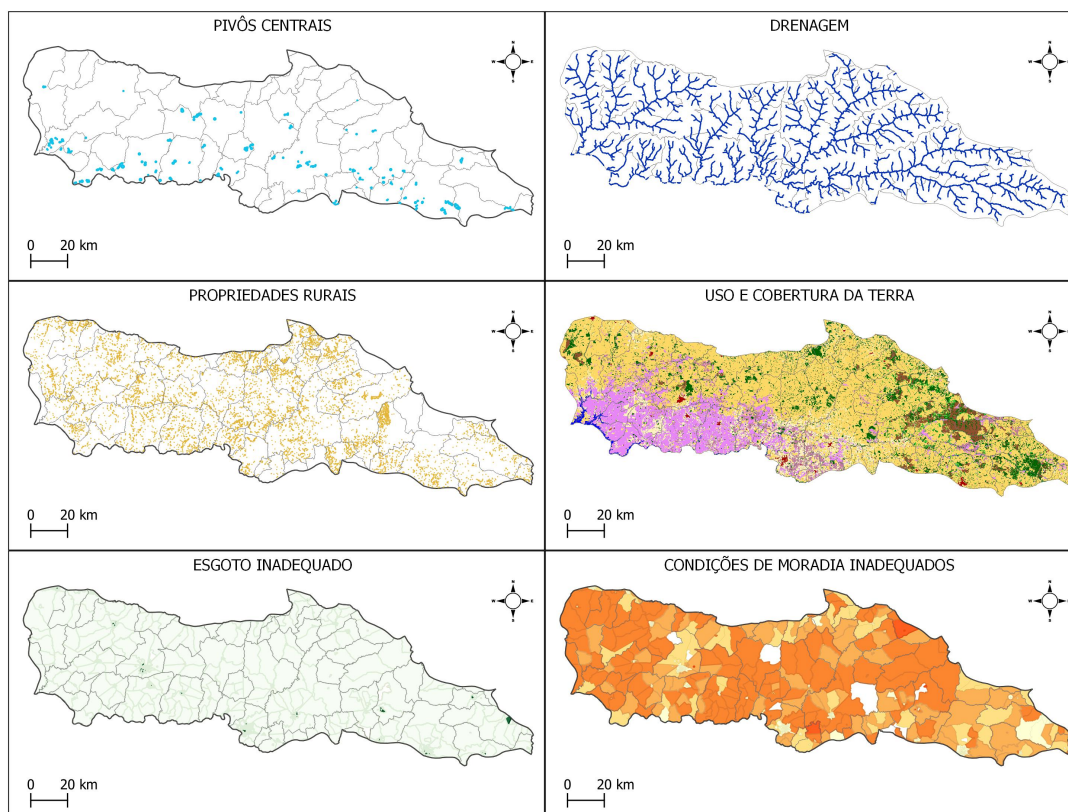 PIVÔS CENTRAIS
N
W E
S
0 20 km
DRENAGEM
N
W E
S
0 20 km
PROPRIEDADES RURAIS
N
W E
S
0 20 km
USO E COBERTURA DA TERRA
N
W E
S
0 20 km
ESGOTO INADEQUADO
N
W E
S
0 20 km
CONDIÇÕES DE MORADIA INADEQUADOS
N
W E
S
0 20 km